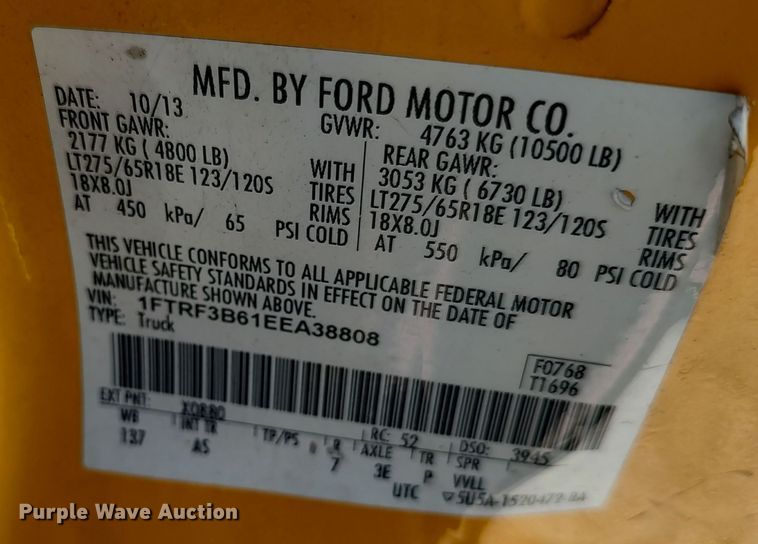 MFD. BY FORD MOTOR CO.
DATE: 10/13
GVWR: 4763 KG (10500 LB)
FRONT GAWR:
2177 KG ( 4800 LB)
LT275/65R18E 123/120S
18X8.0J
AT 450 kPa/ 65 PSI COLD
WITH
TIRES
RIMS
REAR GAWR:
3053 KG ( 6730 LB)
LT275/65R18E 123/120S
18X8.0J
AT 550 kPa/ 80 PSI COLD
WITH
TIRES
RIMS
THIS VEHICLE CONFORMS TO ALL APPLICABLE FEDERAL MOTOR
VEHICLE SAFETY STANDARDS IN EFFECT ON THE DATE OF
MANUFACTURE SHOWN ABOVE.
VIN: 1FTRF3B61EEA38808
TYPE: Truck
F0768
T1696
EXT PNT: RC: 52 DSO: 3945
WB INT TR TP/PS R AXLE TR SPR
137 AS 7 3E P VVLL
UTC
Purple Wave Auction